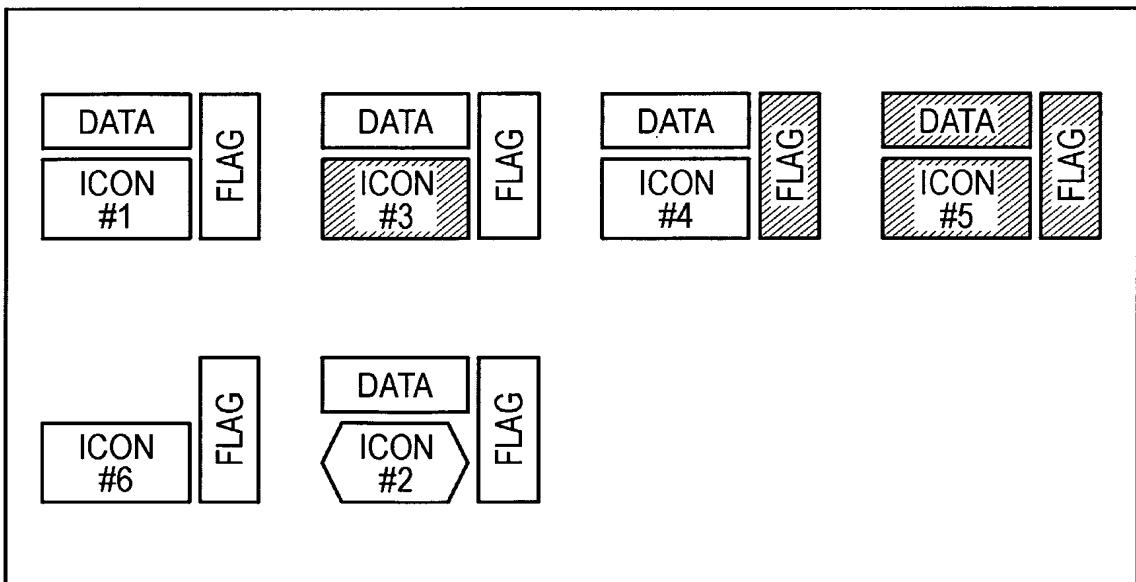 DATA
ICON
#1
FLAG
DATA
ICON
#3
FLAG
DATA
ICON
#4
FLAG
DATA
ICON
#5
FLAG
ICON
#6
FLAG
DATA
ICON
#2
FLAG